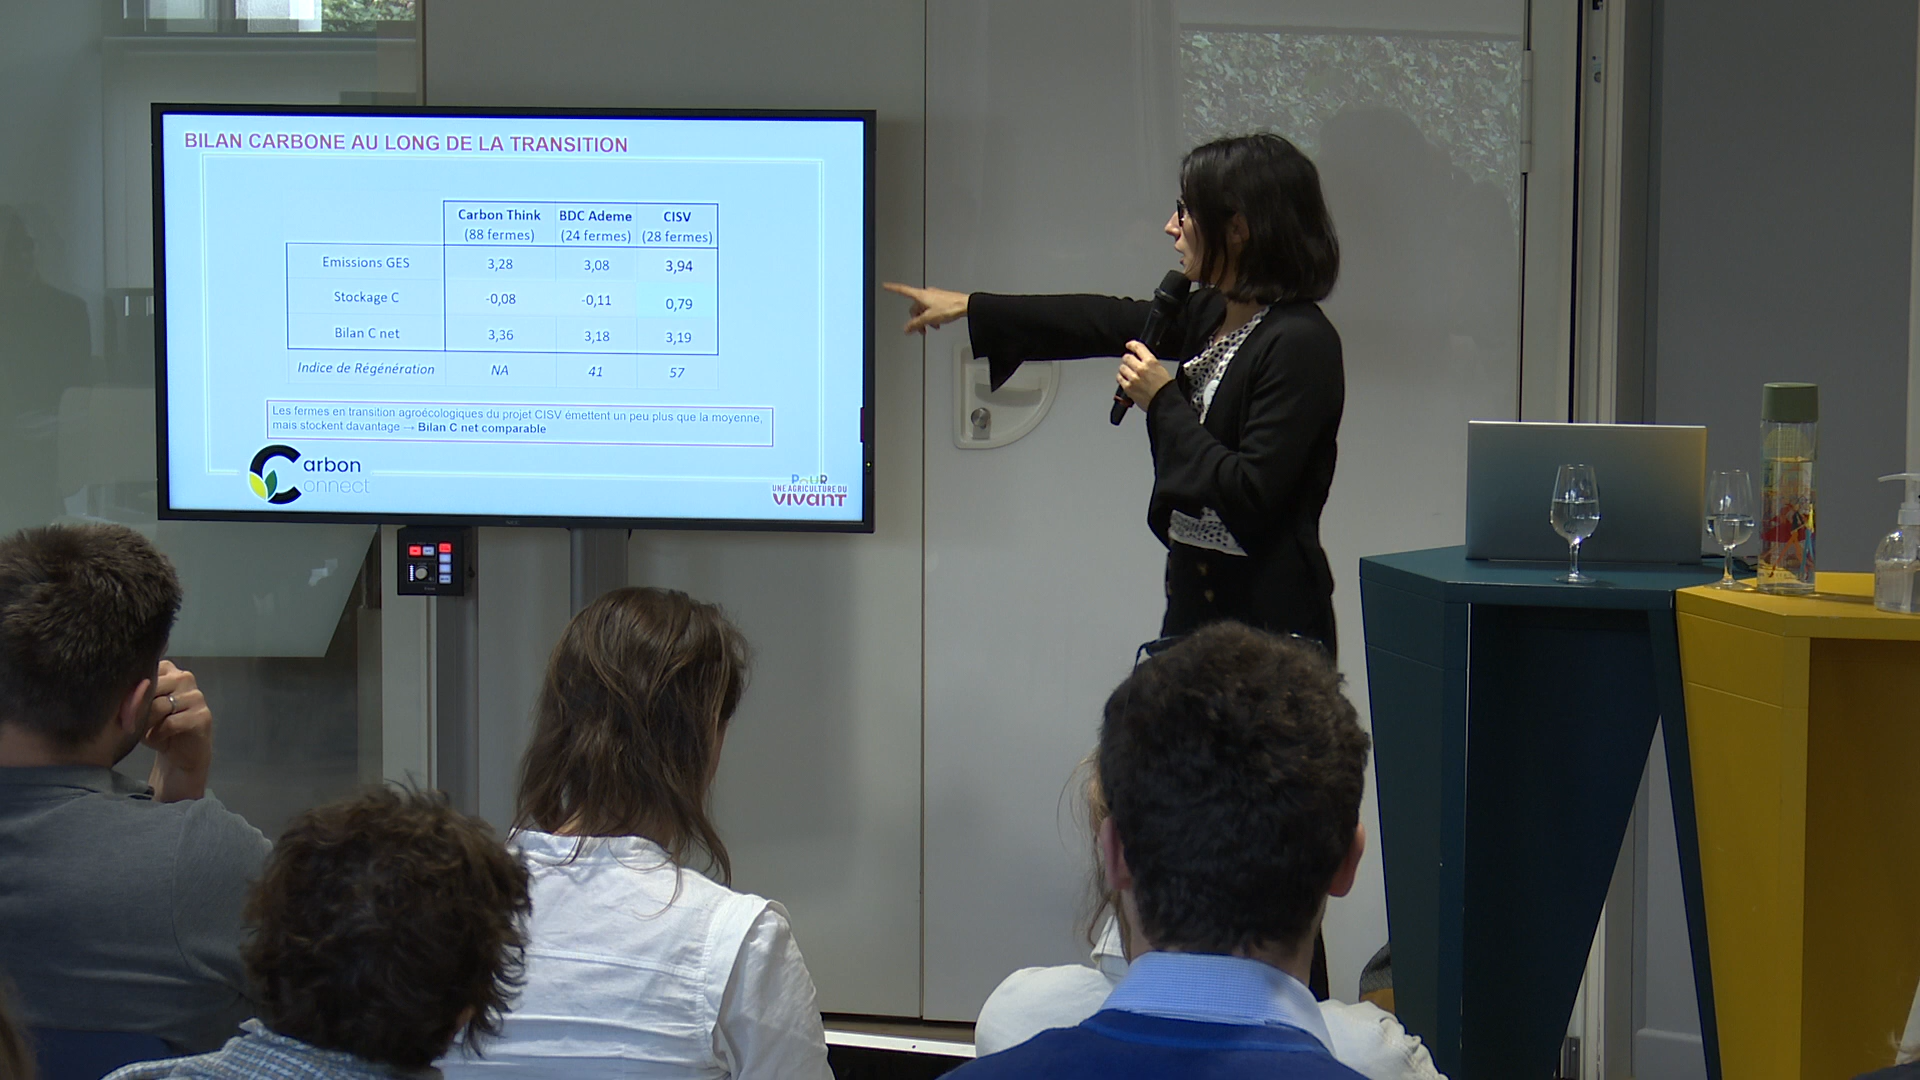 BILAN CARBONE AU LONG DE LA TRANSITION
Carbon Think BDC Ademe CISV
(88 fermes) (24 fermes) (28 fermes)
Emissions GES 3,28 3,08 3,94
Stockage C -0,08 -0,11 0,79
Bilan C net 3,36 3,18 3,19
Indice de Régénération NA 41 57
Les fermes en transition agroécologiques du projet CISV émettent un peu plus que la moyenne,
mais stockent davantage → Bilan C net comparable
Carbon
Connect
POUR
UNE AGRICULTURE DU
VIVANT